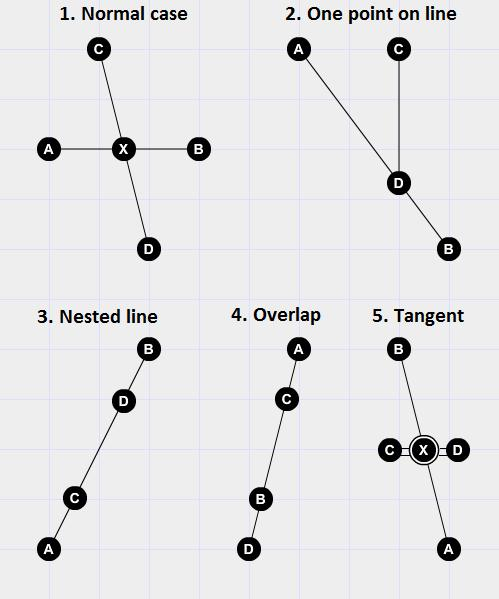 1. Normal case
2. One point on line
C
A
X
B
D
A
C
D
B
3. Nested line
4. Overlap
5. Tangent
B
D
C
A
A
C
B
D
B
C
X
D
A